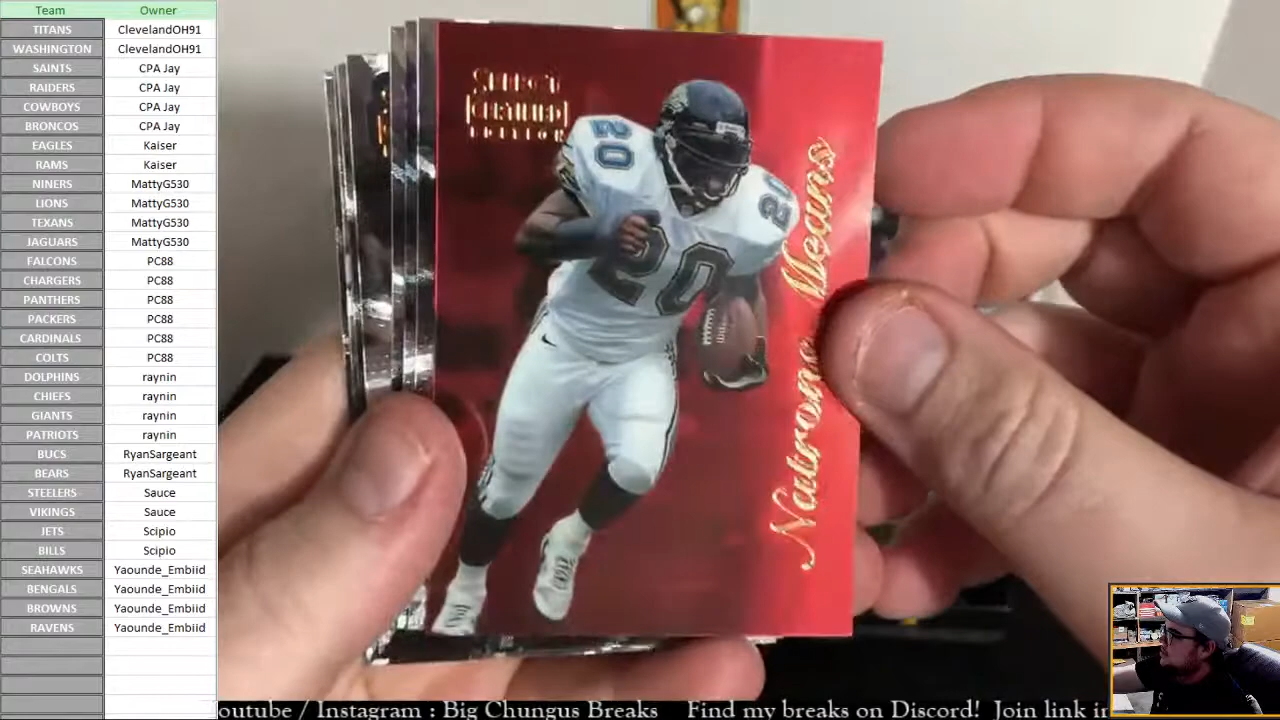 Team Owner
TITANS ClevelandOH91
WASHINGTON ClevelandOH91
SAINTS CPA Jay
RAIDERS CPA Jay
COWBOYS CPA Jay
BRONCOS CPA Jay
EAGLES Kaiser
RAMS Kaiser
NINERS MattyG530
LIONS MattyG530
TEXANS MattyG530
JAGUARS MattyG530
FALCONS PC88
CHARGERS PC88
PANTHERS PC88
PACKERS PC88
CARDINALS PC88
COLTS PC88
DOLPHINS raynin
CHIEFS raynin
GIANTS raynin
PATRIOTS raynin
BUCS RyanSargeant
BEARS RyanSargeant
STEELERS Sauce
VIKINGS Sauce
JETS Scipio
BILLS Scipio
SEAHAWKS Yaounde_Embiid
BENGALS Yaounde_Embiid
BROWNS Yaounde_Embiid
RAVENS Yaounde_Embiid
SELECT
CERTIFIED
EDITION
20
20
20
Natrone Means
outube / Instagram : Big Chungus Breaks Find my breaks on Discord! Join link in